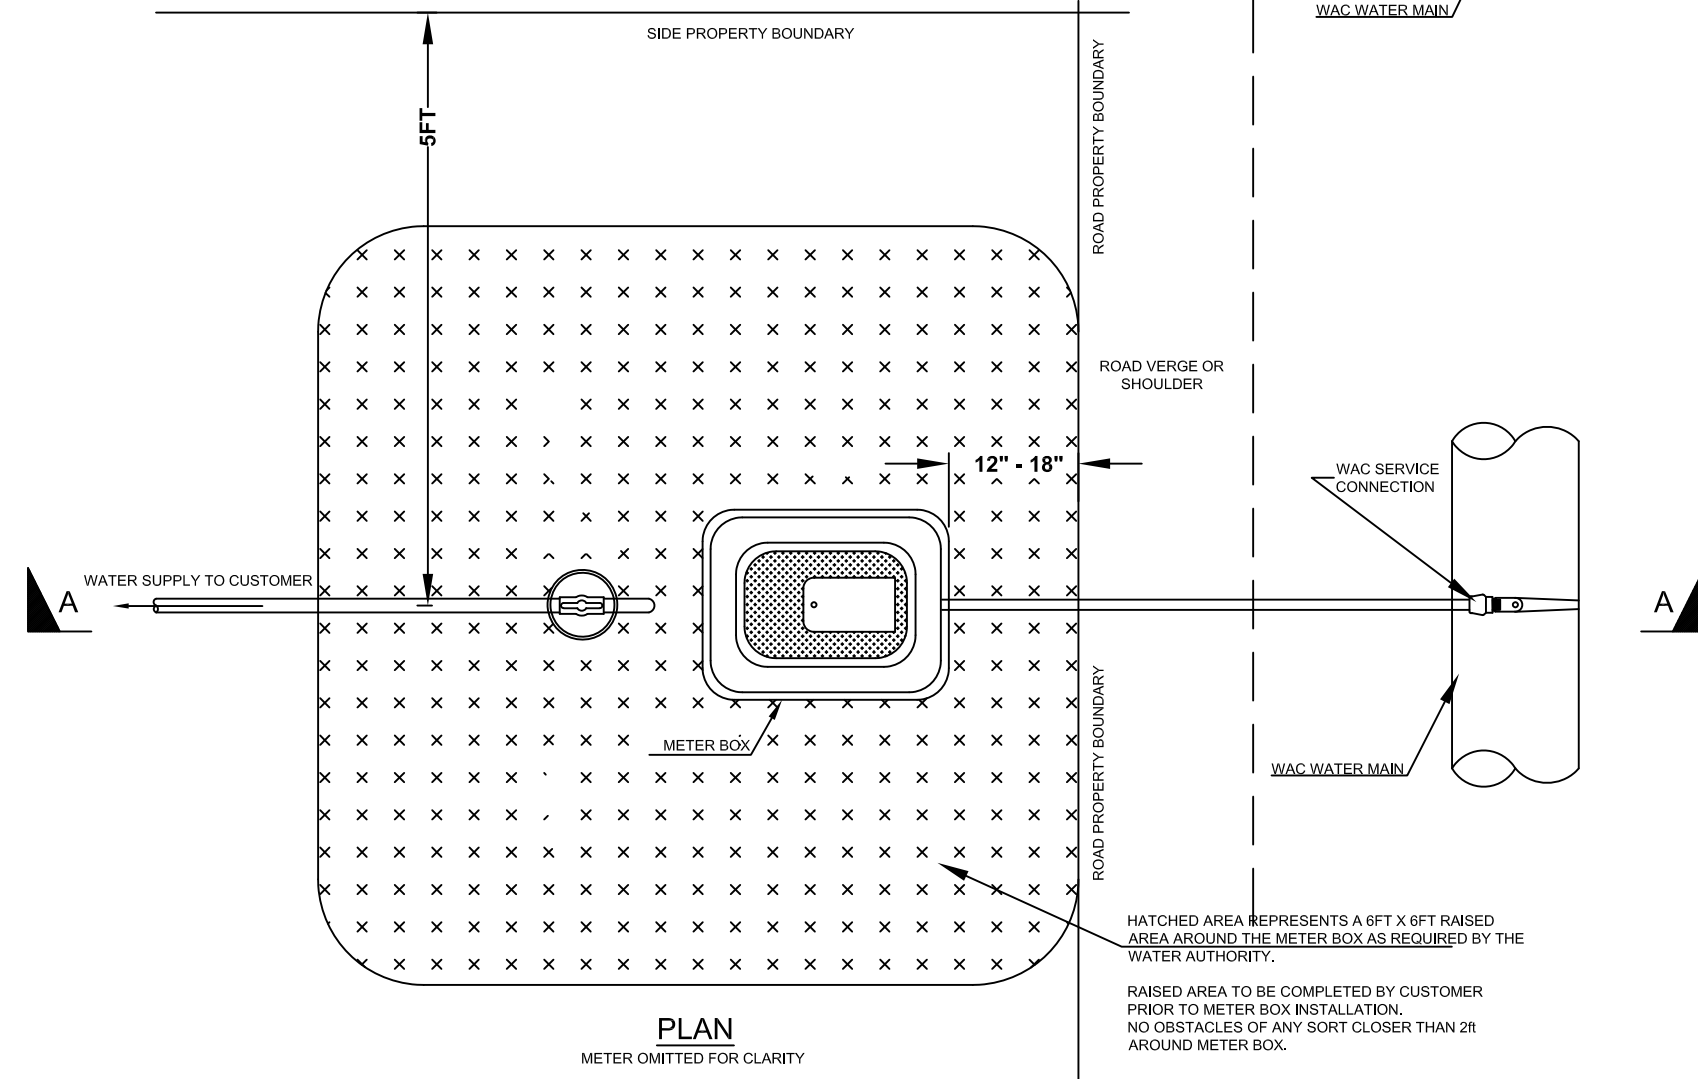 WAC WATER MAIN
SIDE PROPERTY BOUNDARY
ROAD PROPERTY BOUNDARY
5FT
ROAD VERGE OR
SHOULDER
12" - 18"
WAC SERVICE
CONNECTION
WATER SUPPLY TO CUSTOMER
A
A
METER BOX
ROAD PROPERTY BOUNDARY
WAC WATER MAIN
HATCHED AREA REPRESENTS A 6FT X 6FT RAISED
AREA AROUND THE METER BOX AS REQUIRED BY THE
WATER AUTHORITY.
RAISED AREA TO BE COMPLETED BY CUSTOMER
PRIOR TO METER BOX INSTALLATION.
NO OBSTACLES OF ANY SORT CLOSER THAN 2ft
AROUND METER BOX.
PLAN
METER OMITTED FOR CLARITY